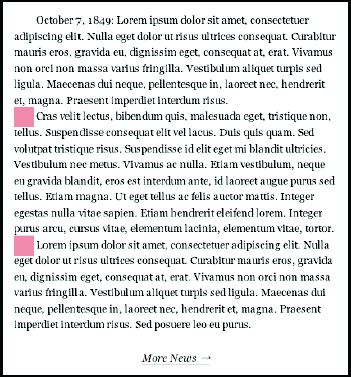 October 7, 1849: Lorem ipsum dolor sit amet, consectetuer
adipiscing elit. Nulla eget dolor ut risus ultrices consequat. Curabitur
mauris eros, gravida eu, dignissim eget, consequat at, erat. Vivamus
non orci non massa varius fringilla. Vestibulum aliquet turpis sed
ligula. Maecenas dui neque, pellentesque in, laoreet nec, hendrerit
et, magna. Praesent imperdiet interdum risus.
Cras velit lectus, bibendum quis, malesuada eget, tristique non,
tellus. Suspendisse consequat elit vel lacus. Duis quis quam. Sed
volutpat tristique risus. Suspendisse id elit eget mi blandit ultricies.
Vestibulum nec metus. Vivamus ac nulla. Etiam vestibulum, neque
eu gravida blandit, eros est interdum ante, id laoreet augue purus sed
tellus. Etiam magna. Ut eget tellus ac felis auctor mattis. Integer
egestas nulla vitae sapien. Etiam hendrerit eleifend lorem. Integer
purus arcu, cursus vitae, elementum lacinia, elementum vitae, tortor.
Lorem ipsum dolor sit amet, consectetuer adipiscing elit. Nulla
eget dolor ut risus ultrices consequat. Curabitur mauris eros, gravida
eu, dignissim eget, consequat at, erat. Vivamus non orci non massa
varius fringilla. Vestibulum aliquet turpis sed ligula. Maecenas dui
neque, pellentesque in, laoreet nec, hendrerit et, magna. Praesent
imperdiet interdum risus. Sed posuere leo eu purus.
More News →